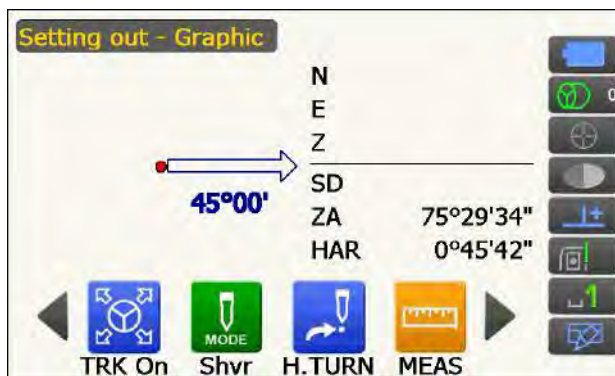 Setting out - Graphic
N
E
Z
45°00'
SD
ZA 75°29'34"
HAR 0°45'42"
MODE
TRK On Shvr H.TURN MEAS
0